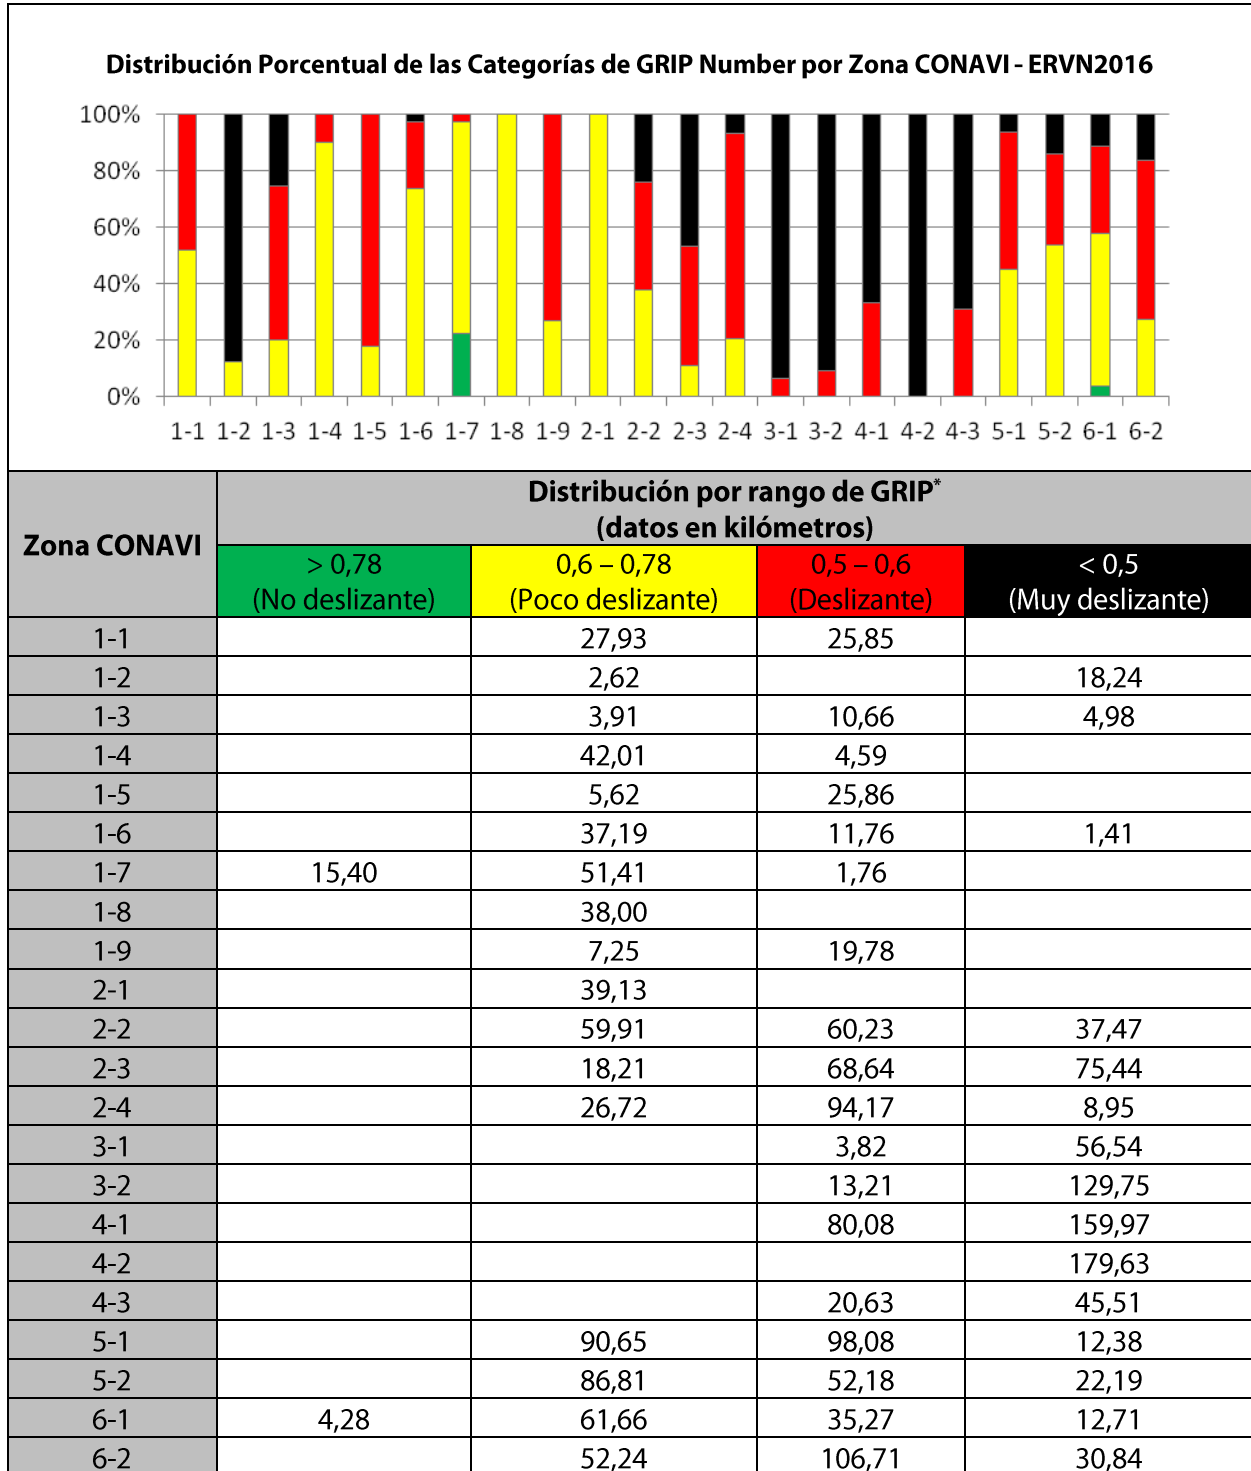 Distribución Porcentual de las Categorías de GRIP Number por Zona CONAVI - ERVN2016
100%
80%
60%
40%
20%
0%
1-1 1-2 1-3 1-4 1-5 1-6 1-7 1-8 1-9 2-1 2-2 2-3 2-4 3-1 3-2 4-1 4-2 4-3 5-1 5-2 6-1 6-2
Zona CONAVI
Distribución por rango de GRIP*
(datos en kilómetros)
> 0,78 0,6 – 0,78 0,5 – 0,6 < 0,5
(No deslizante) (Poco deslizante) (Deslizante) (Muy deslizante)
1-1 27,93 25,85
1-2 2,62 18,24
1-3 3,91 10,66 4,98
1-4 42,01 4,59
1-5 5,62 25,86
1-6 37,19 11,76 1,41
1-7 15,40 51,41 1,76
1-8 38,00
1-9 7,25 19,78
2-1 39,13
2-2 59,91 60,23 37,47
2-3 18,21 68,64 75,44
2-4 26,72 94,17 8,95
3-1 3,82 56,54
3-2 13,21 129,75
4-1 80,08 159,97
4-2 179,63
4-3 20,63 45,51
5-1 90,65 98,08 12,38
5-2 86,81 52,18 22,19
6-1 4,28 61,66 35,27 12,71
6-2 52,24 106,71 30,84